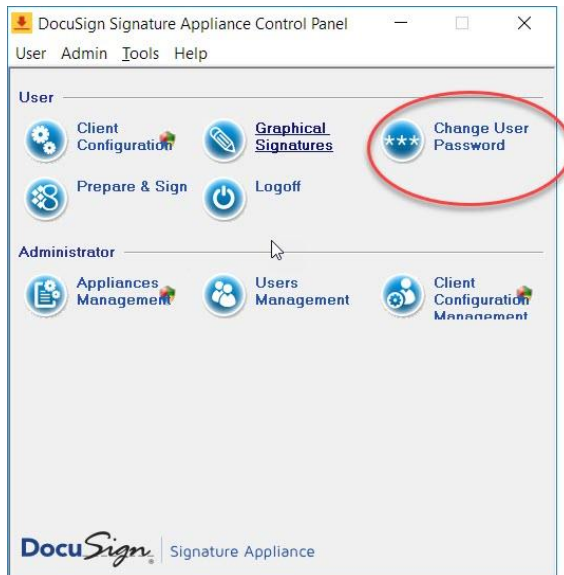 DocuSign Signature Appliance Control Panel
User Admin Tools Help
User
Client
Configuration
Graphical
Signatures
Change User
Password
***
Prepare & Sign
Logoff
Administrator
Appliances
Management
Users
Management
Client
Configuration
Management
DocuSign Signature Appliance